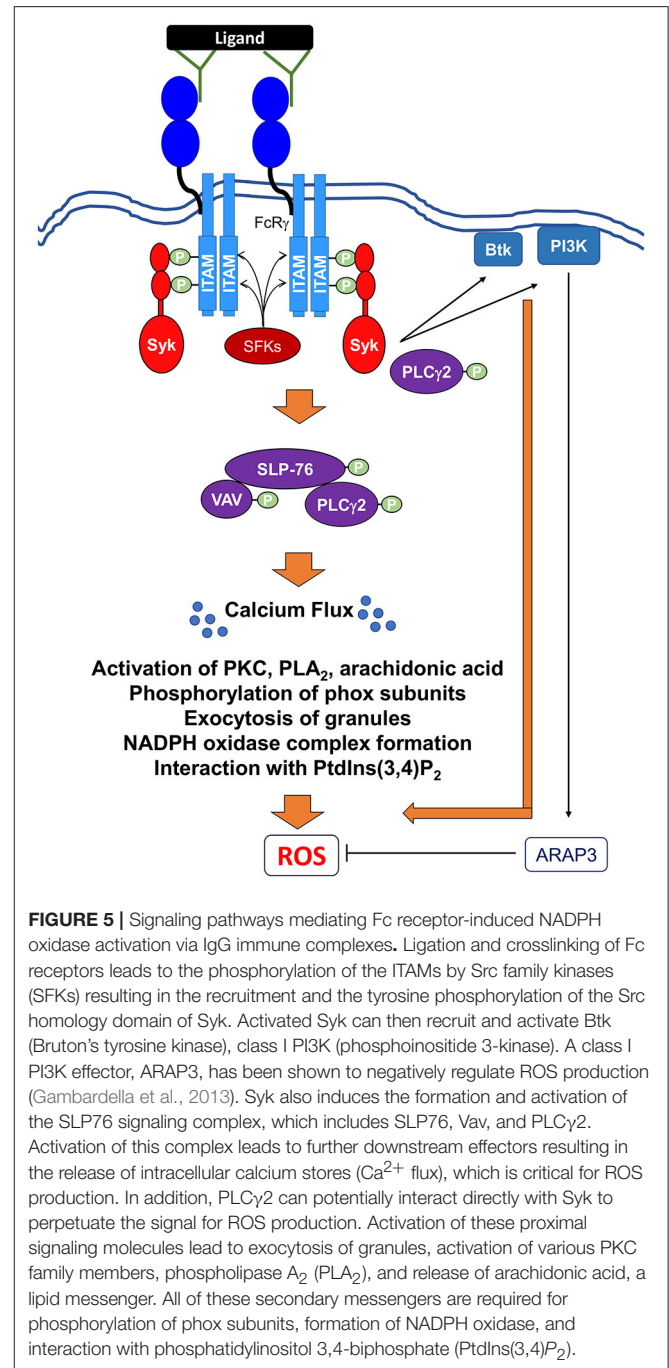 Ligand
FcRγ
Btk
PI3K
P
P
P
P
ITAM
ITAM
ITAM
ITAM
Syk
SFKs
Syk
PLCγ2
P
SLP-76
P
VAV
P
PLCγ2
P
Calcium Flux
Activation of PKC, PLA₂, arachidonic acid
Phosphorylation of phox subunits
Exocytosis of granules
NADPH oxidase complex formation
Interaction with PtdIns(3,4)P₂
ROS
ARAP3
FIGURE 5 | Signaling pathways mediating Fc receptor-induced NADPH
oxidase activation via IgG immune complexes. Ligation and crosslinking of Fc
receptors leads to the phosphorylation of the ITAMs by Src family kinases
(SFKs) resulting in the recruitment and the tyrosine phosphorylation of the Src
homology domain of Syk. Activated Syk can then recruit and activate Btk
(Bruton's tyrosine kinase), class I PI3K (phosphoinositide 3-kinase). A class I
PI3K effector, ARAP3, has been shown to negatively regulate ROS production
(Gambardella et al., 2013). Syk also induces the formation and activation of
the SLP76 signaling complex, which includes SLP76, Vav, and PLCγ2.
Activation of this complex leads to further downstream effectors resulting in
the release of intracellular calcium stores (Ca²⁺ flux), which is critical for ROS
production. In addition, PLCγ2 can potentially interact directly with Syk to
perpetuate the signal for ROS production. Activation of these proximal
signaling molecules lead to exocytosis of granules, activation of various PKC
family members, phospholipase A₂ (PLA₂), and release of arachidonic acid, a
lipid messenger. All of these secondary messengers are required for
phosphorylation of phox subunits, formation of NADPH oxidase, and
interaction with phosphatidylinositol 3,4-biphosphate (PtdIns(3,4)P₂).